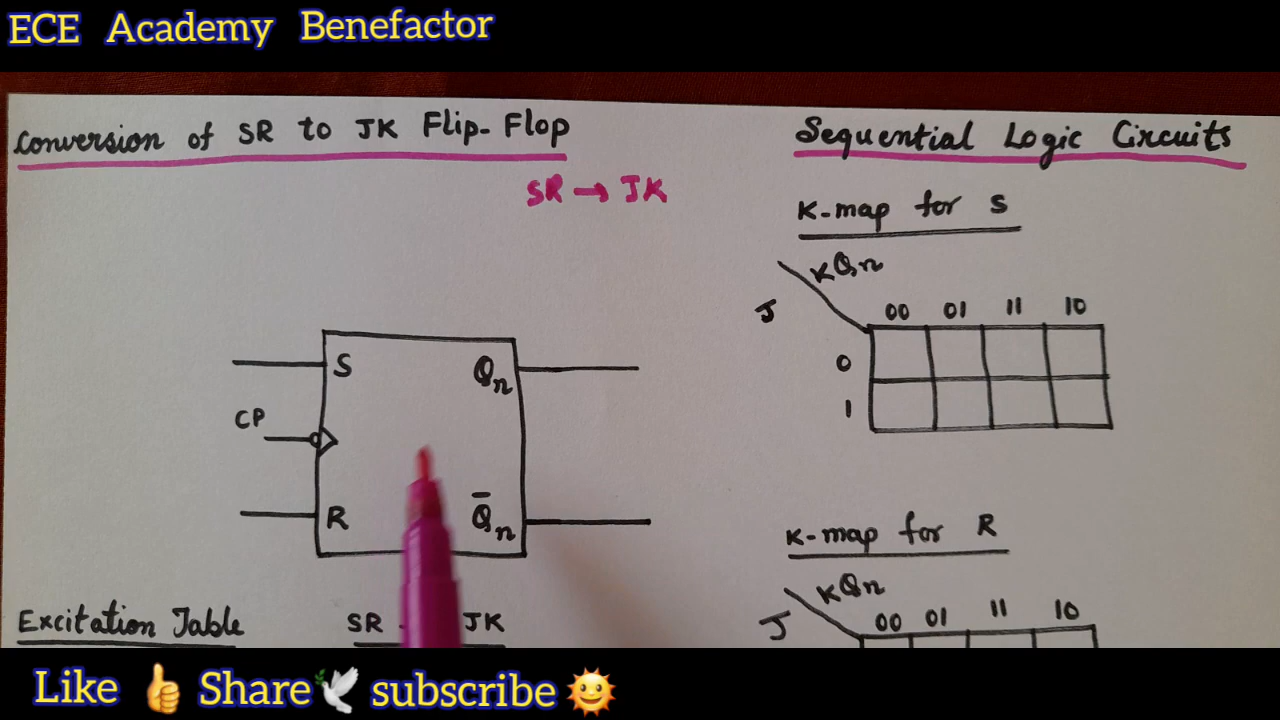 ECE Academy Benefactor
Conversion of SR to JK Flip-Flop
SR → JK
S
Qn
CP
R
Q̅n
Excitation Table
SR
JK
Sequential Logic Circuits
K-map for S
KQn
J
00 01 11 10
0
1
K-map for R
KQn
J
00 01 11 10
Like 👍 Share 🕊 subscribe 🌞